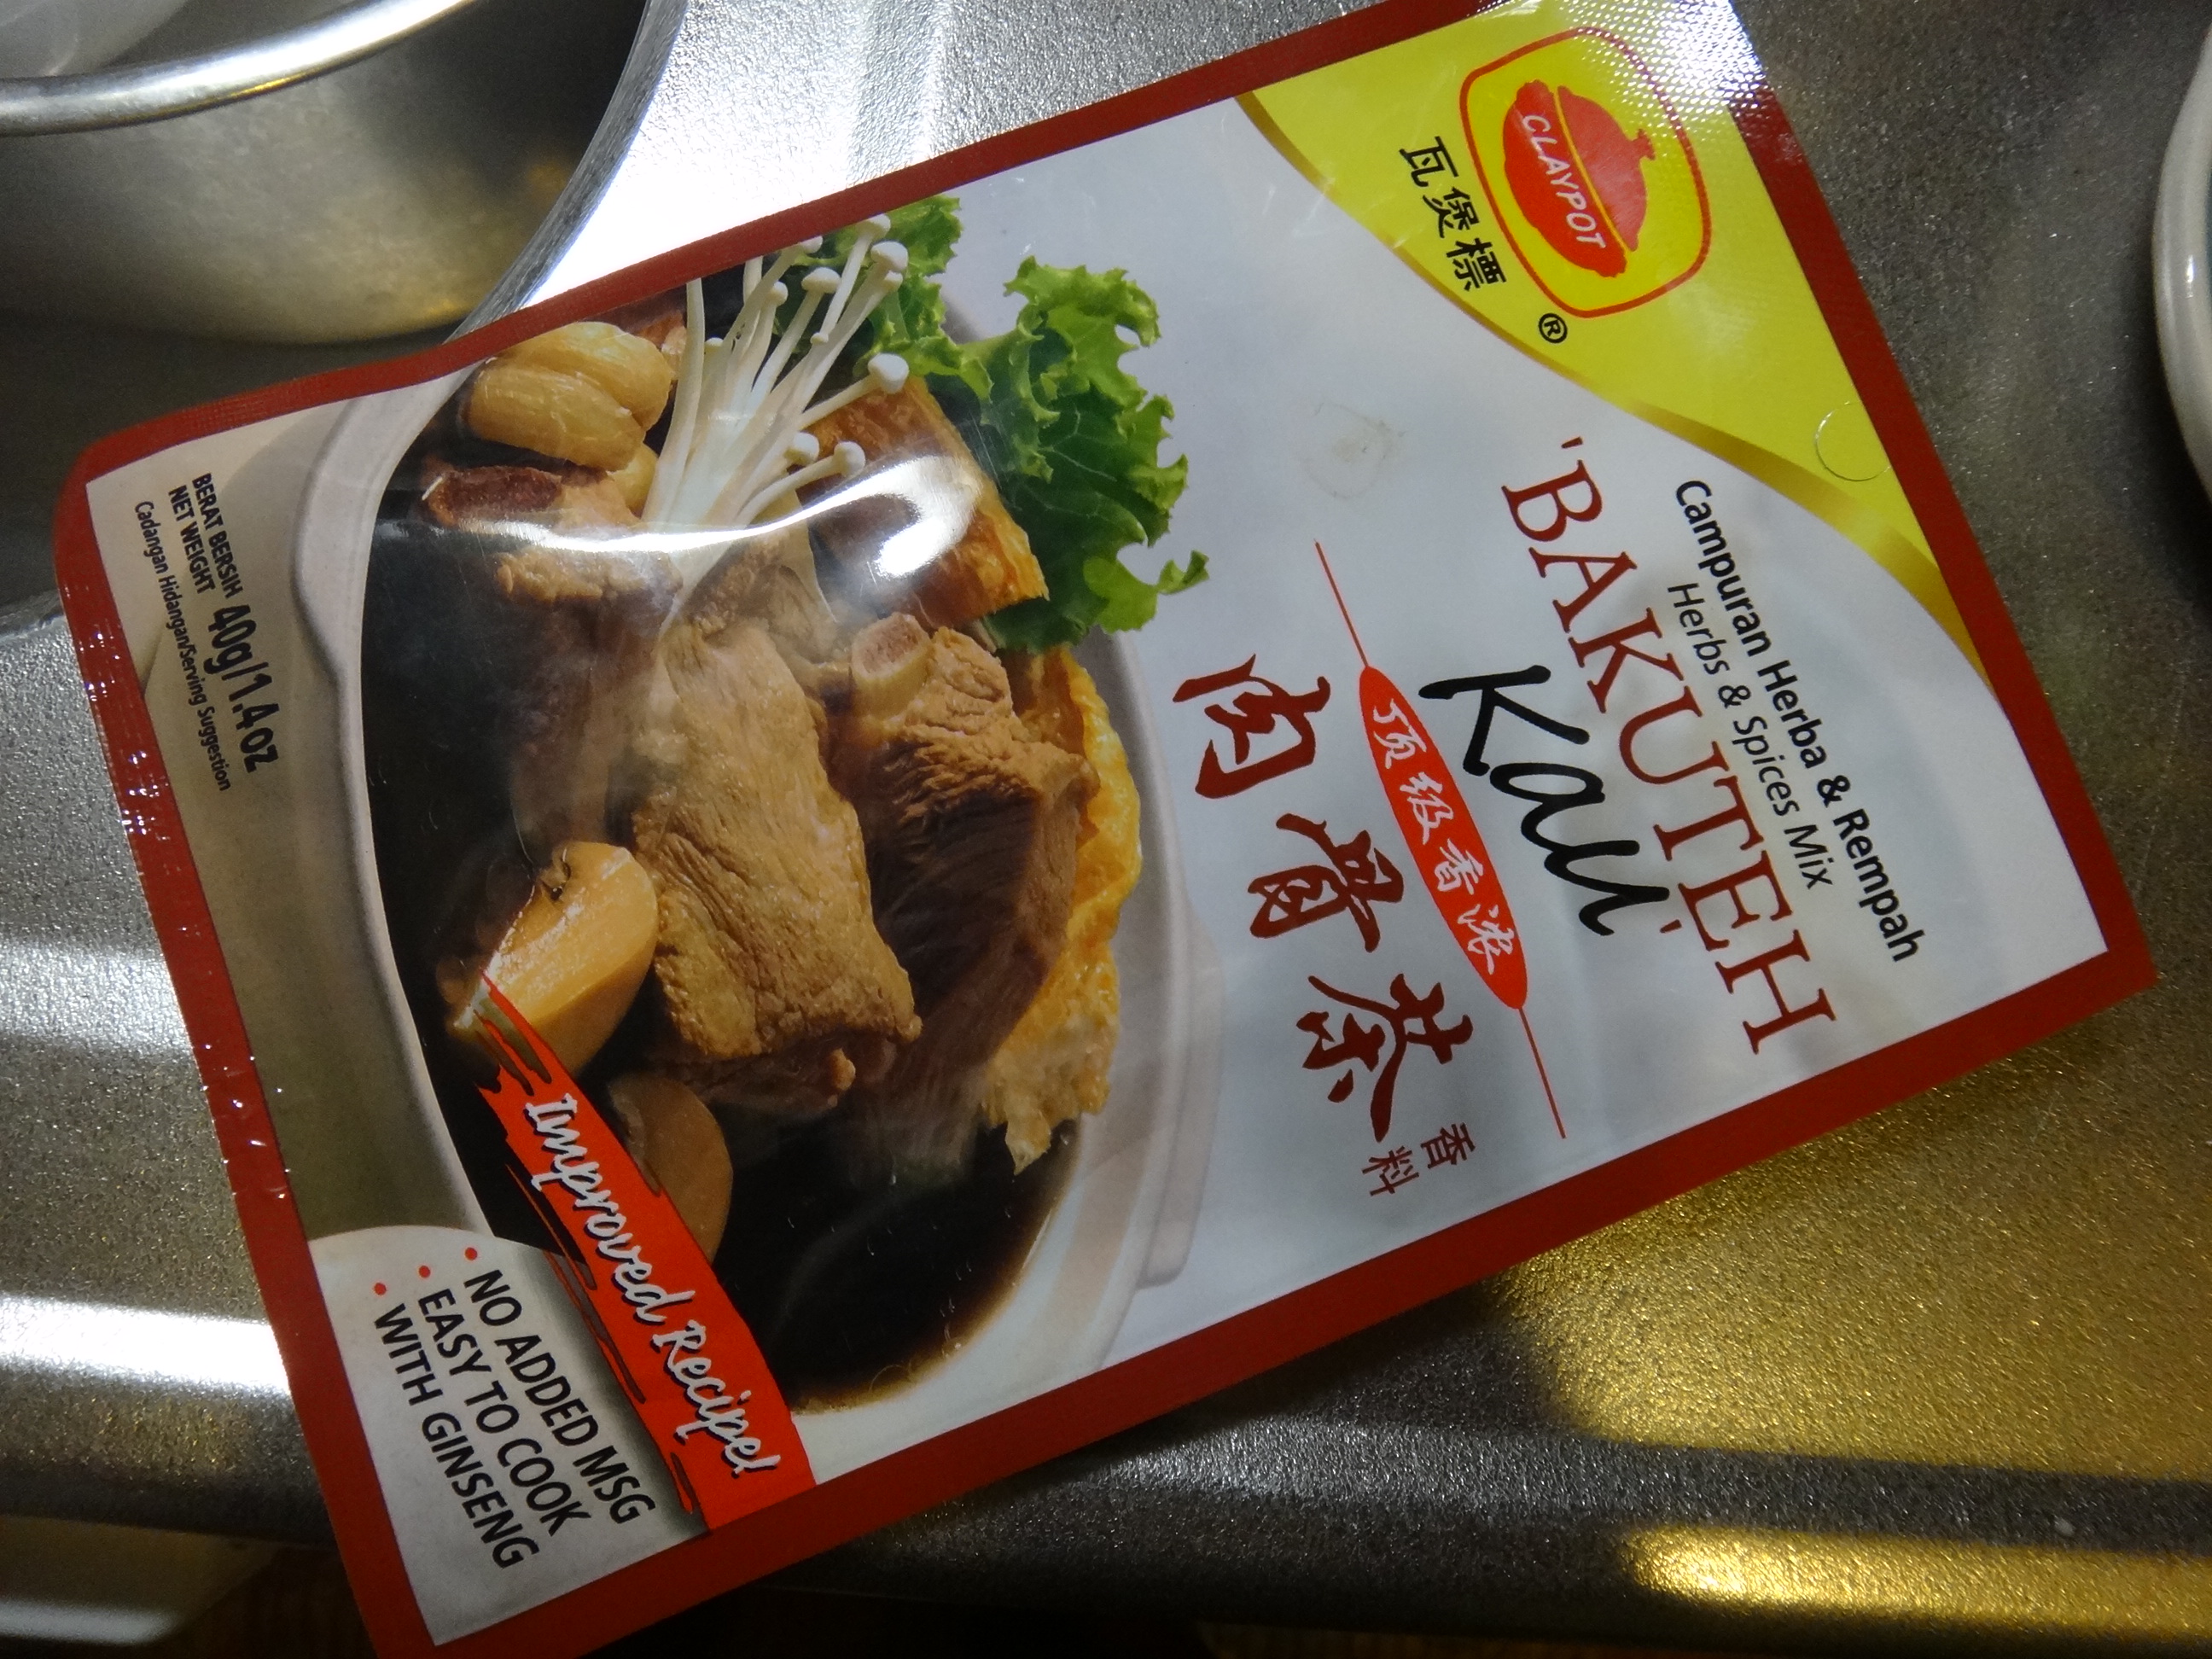 CLAYPOT
瓦煲標
®
Campuran Herba & Rempah
Herbs & Spices Mix
'BAKUTEH
Kau'
顶级香浓
肉骨茶
香料
Improved Recipe!
• NO ADDED MSG
• EASY TO COOK
• WITH GINSENG
BERAT BERSIH
NET WEIGHT 40g/1.4oz
Cadangan Hidangan/Serving Suggestion